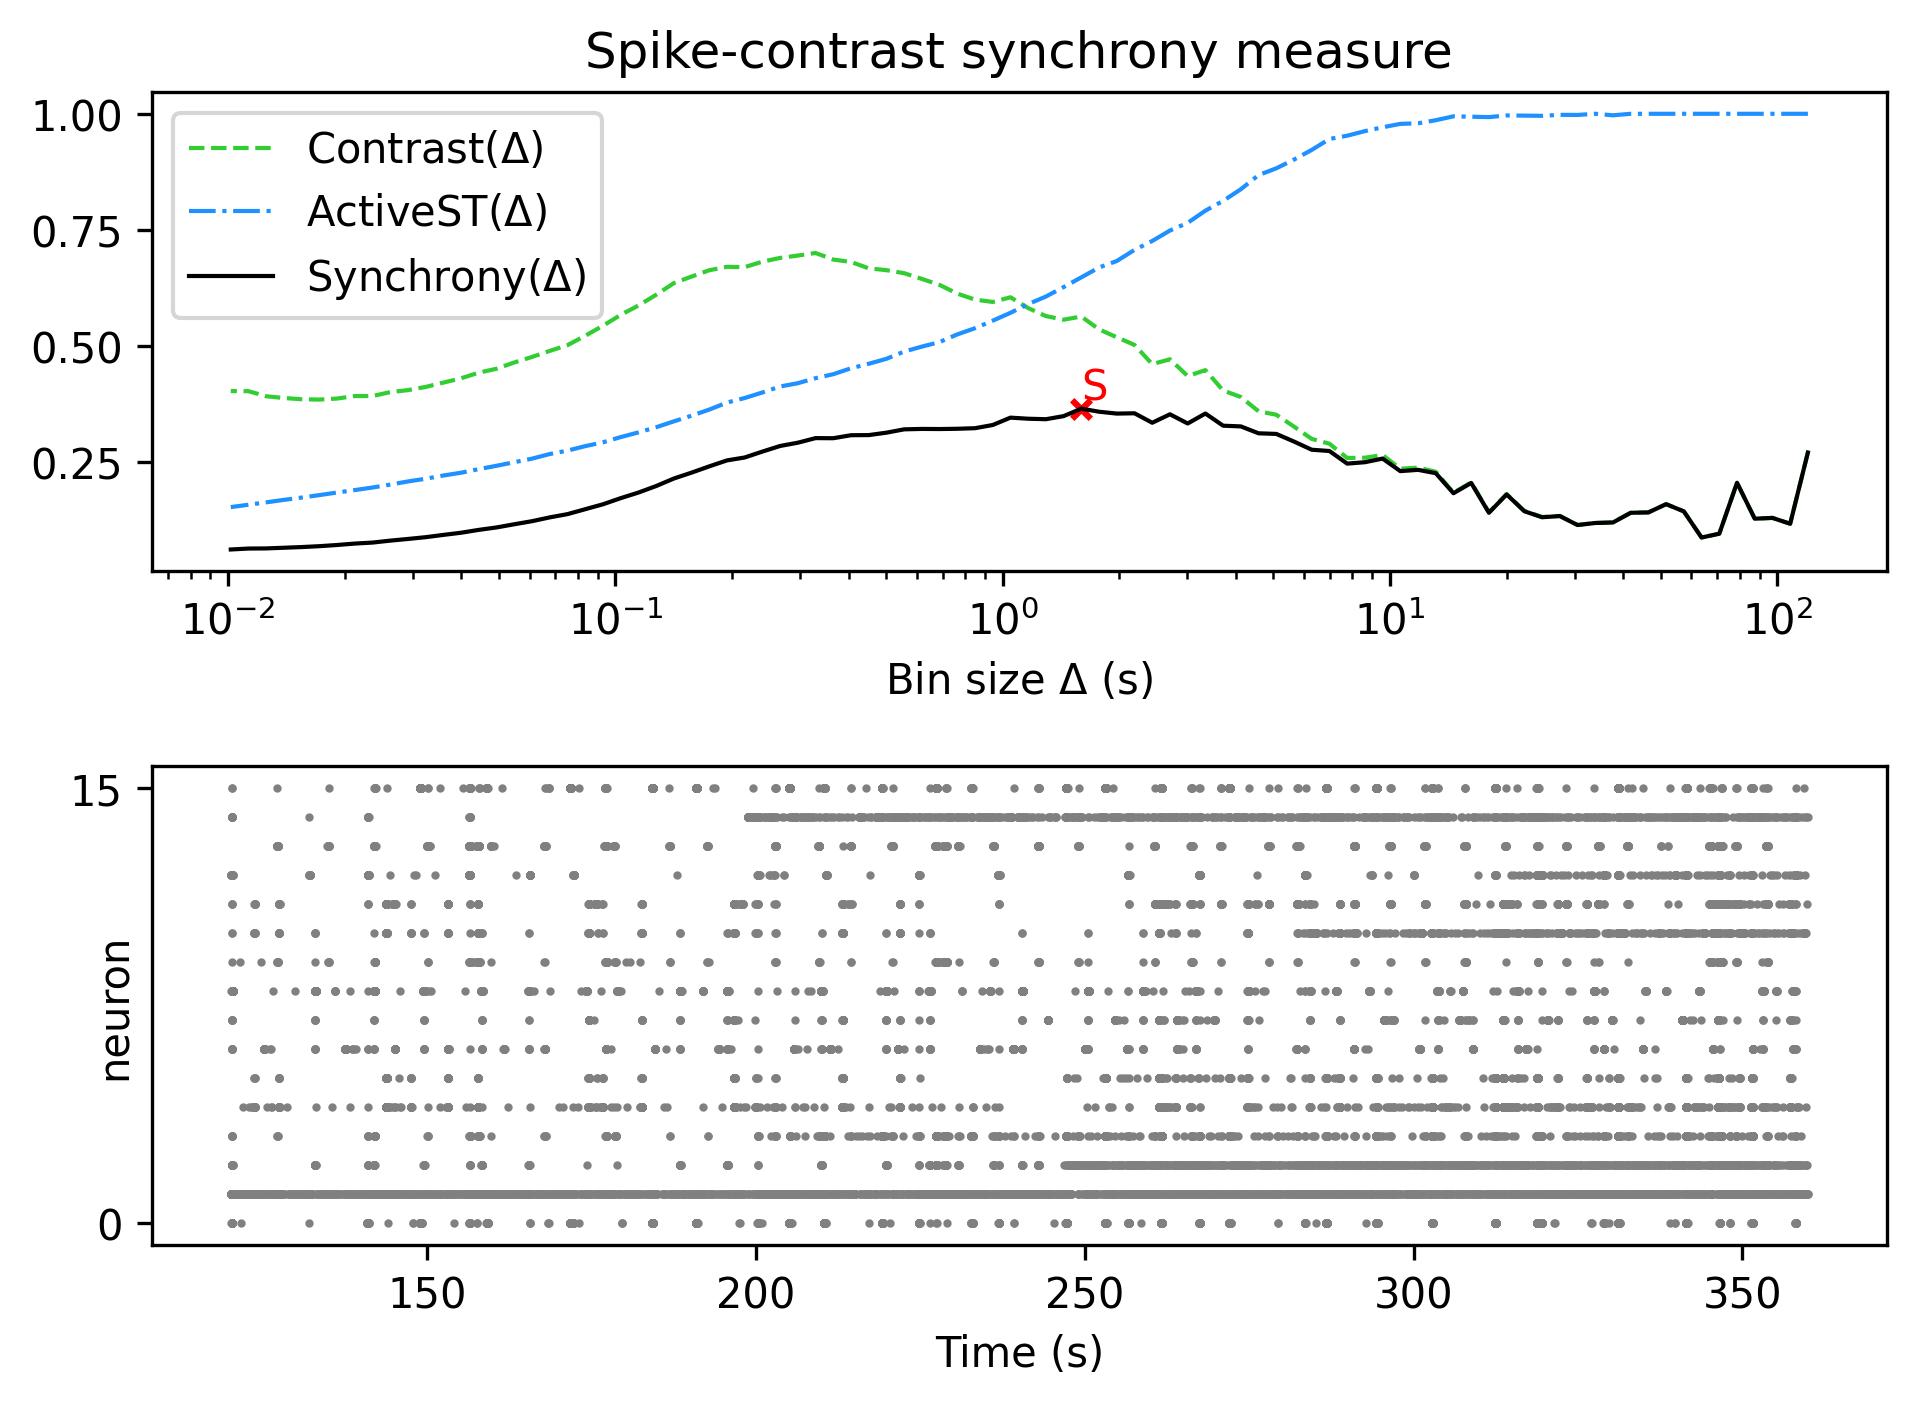 Spike-contrast synchrony measure
1.00
0.75
0.50
0.25
Contrast(Δ)
ActiveST(Δ)
Synchrony(Δ)
S
10⁻² 10⁻¹ 10⁰ 10¹ 10²
Bin size Δ (s)
15
0
neuron
150 200 250 300 350
Time (s)